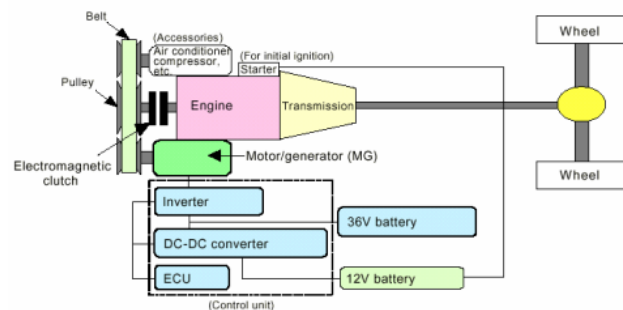 Belt
(Accessories)
Air conditioner
compressor,
etc.
(For initial ignition)
Starter
Pulley
Engine
Transmission
Wheel
Electromagnetic
clutch
Motor/generator (MG)
Wheel
Inverter
36V battery
DC-DC converter
ECU
12V battery
(Control unit)